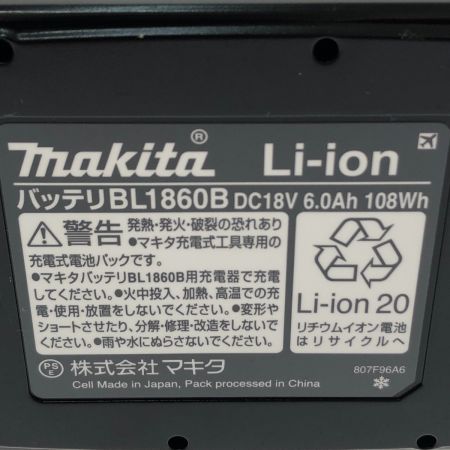 makita® Li-ion
バッテリBL1860B DC18V 6.0Ah 108Wh
警告 発熱・発火・破裂の恐れあり
●マキタ充電式工具専用の
充電式電池パックです。
●マキタバッテリBL1860B用充電器で充電
してください。●火中投入、加熱、高温での充
電・使用・放置をしないでください。●変形や
ショートさせたり、分解・修理・改造をしないで
ください。●雨や水にぬらさないでください。
Li-ion 20
リチウムイオン電池
はリサイクルへ
PSE 株式会社 マキタ
Cell Made in Japan, Pack processed in China
807F96A6